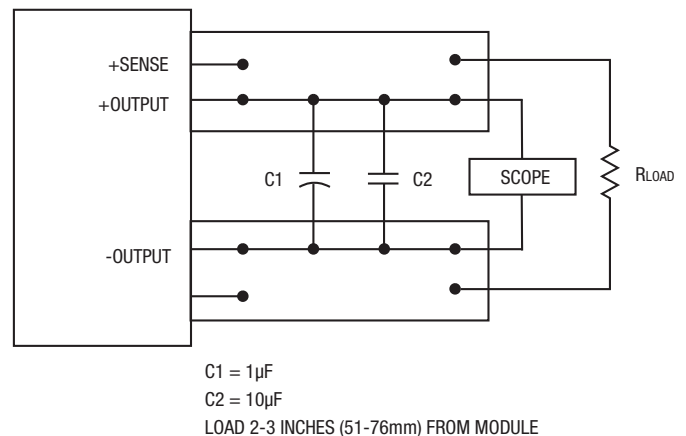 +SENSE
+OUTPUT
C1
C2
SCOPE
RLOAD
-OUTPUT
C1 = 1µF
C2 = 10µF
LOAD 2-3 INCHES (51-76mm) FROM MODULE